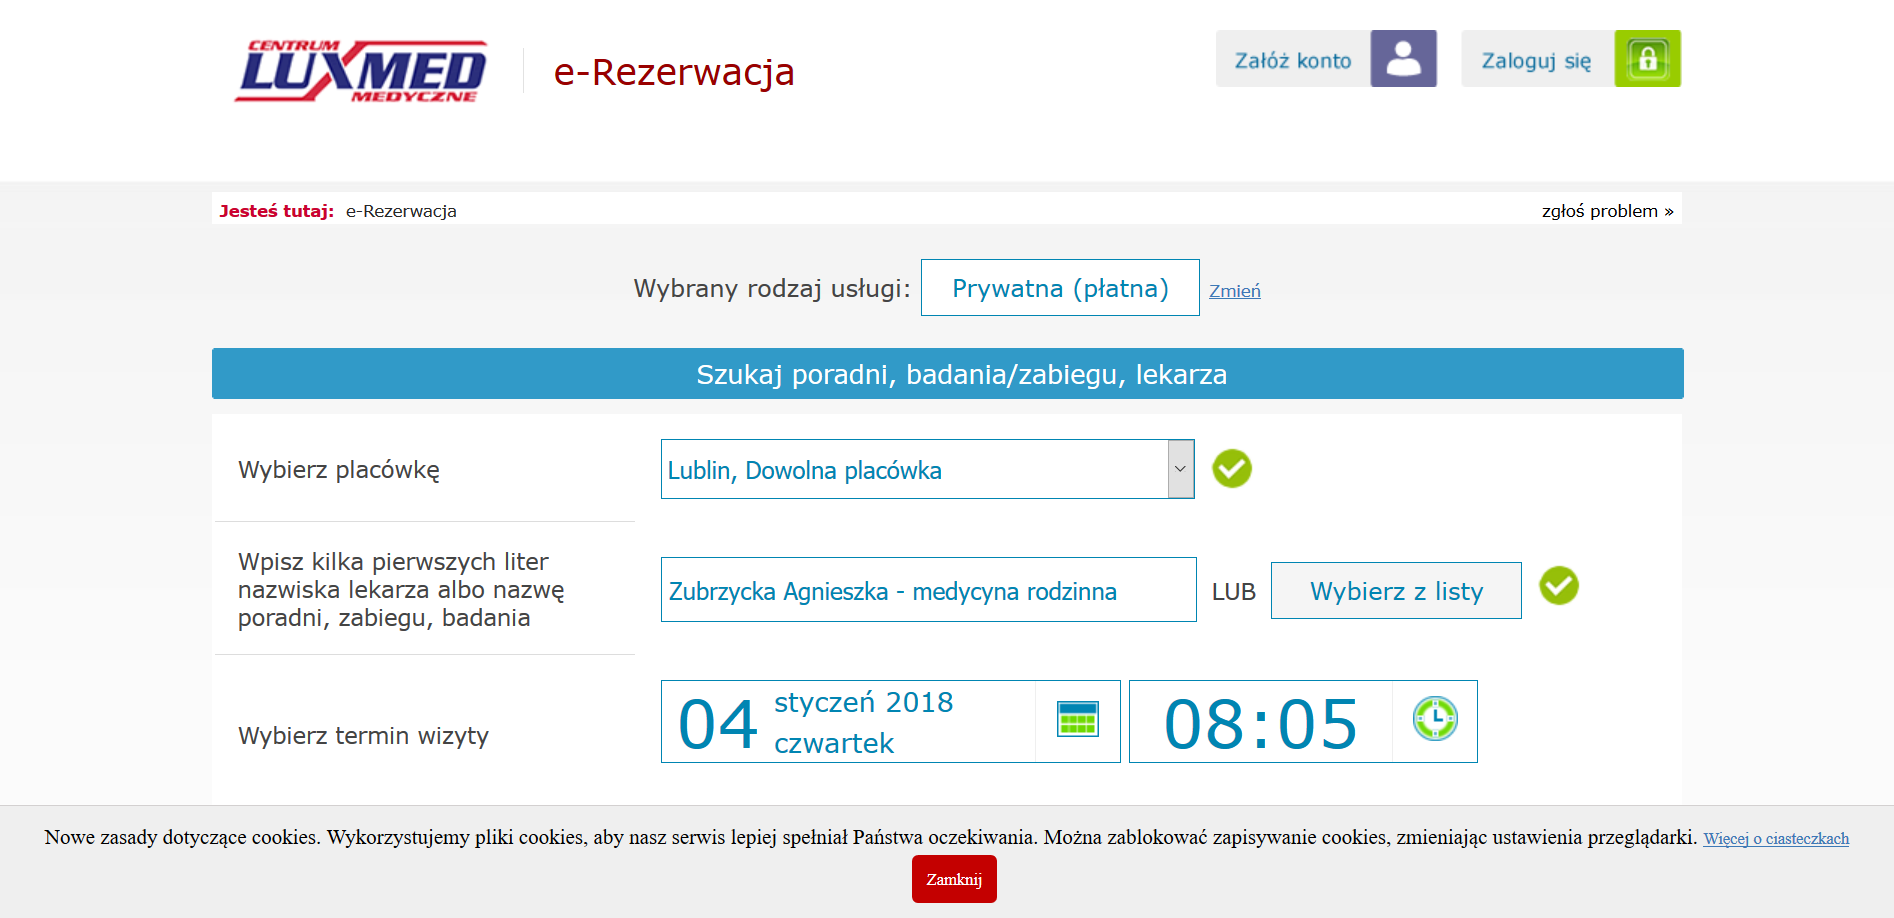 CENTRUM
LUXMED
MEDYCZNE
e-Rezerwacja
Załóż konto
Zaloguj się
Jesteś tutaj: e-Rezerwacja
zgłoś problem »
Wybrany rodzaj usługi: Prywatna (płatna) Zmień
Szukaj poradni, badania/zabiegu, lekarza
Wybierz placówkę
Lublin, Dowolna placówka
Wpisz kilka pierwszych liter
nazwiska lekarza albo nazwę
poradni, zabiegu, badania
Zubrzycka Agnieszka - medycyna rodzinna
LUB
Wybierz z listy
Wybierz termin wizyty
04
styczeń 2018
czwartek
08:05
Nowe zasady dotyczące cookies. Wykorzystujemy pliki cookies, aby nasz serwis lepiej spełniał Państwa oczekiwania. Można zablokować zapisywanie cookies, zmieniając ustawienia przeglądarki. Więcej o ciasteczkach
Zamknij